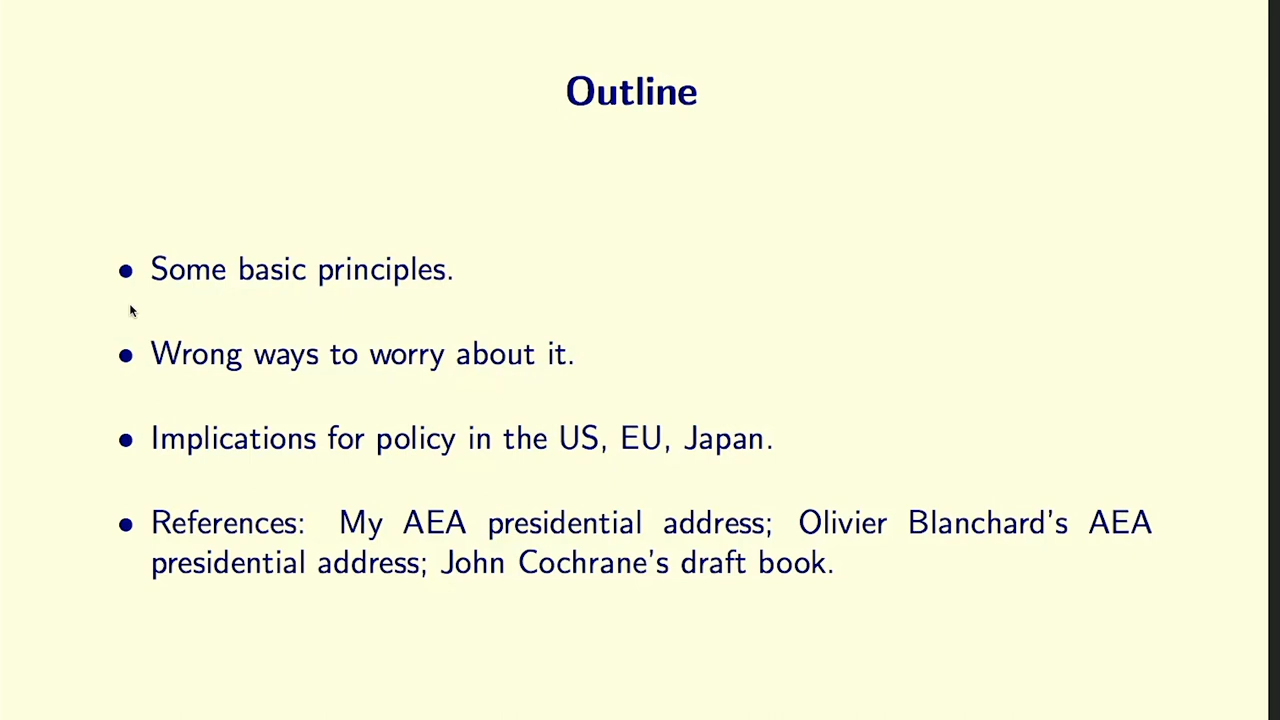 Outline
• Some basic principles.
• Wrong ways to worry about it.
• Implications for policy in the US, EU, Japan.
• References: My AEA presidential address; Olivier Blanchard's AEA
presidential address; John Cochrane's draft book.